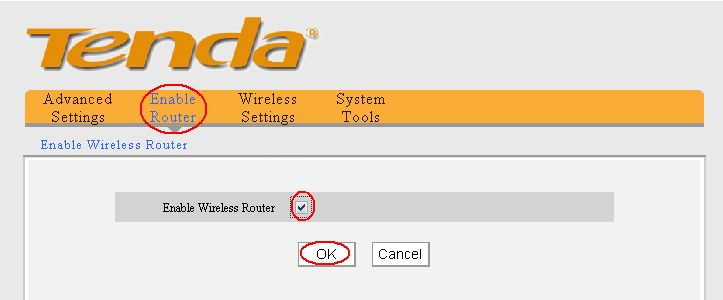 Tenda®
Advanced Settings
Enable Router
Wireless Settings
System Tools
Enable Wireless Router
Enable Wireless Router
OK
Cancel